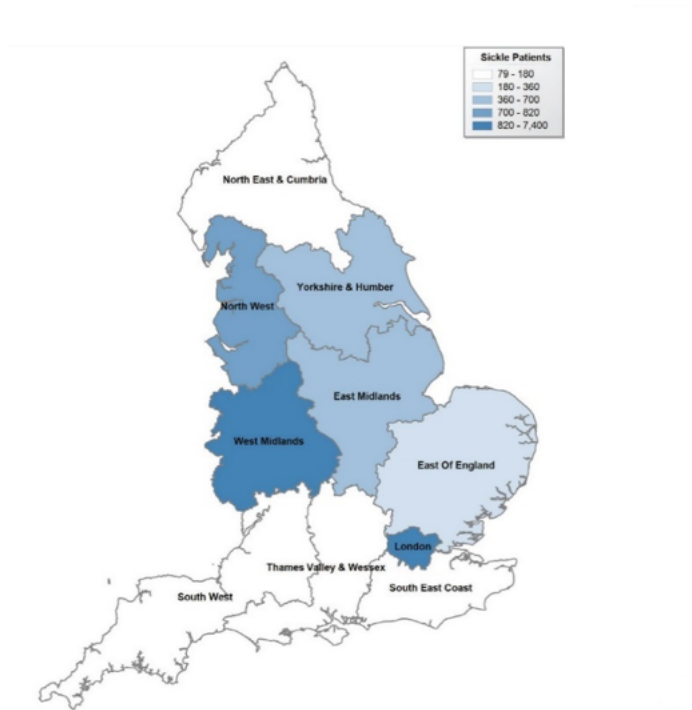 Sickle Patients
79 - 180
180 - 360
360 - 700
700 - 820
820 - 7,400
North East & Cumbria
Yorkshire & Humber
North West
East Midlands
West Midlands
East Of England
London
Thames Valley & Wessex
South East Coast
South West